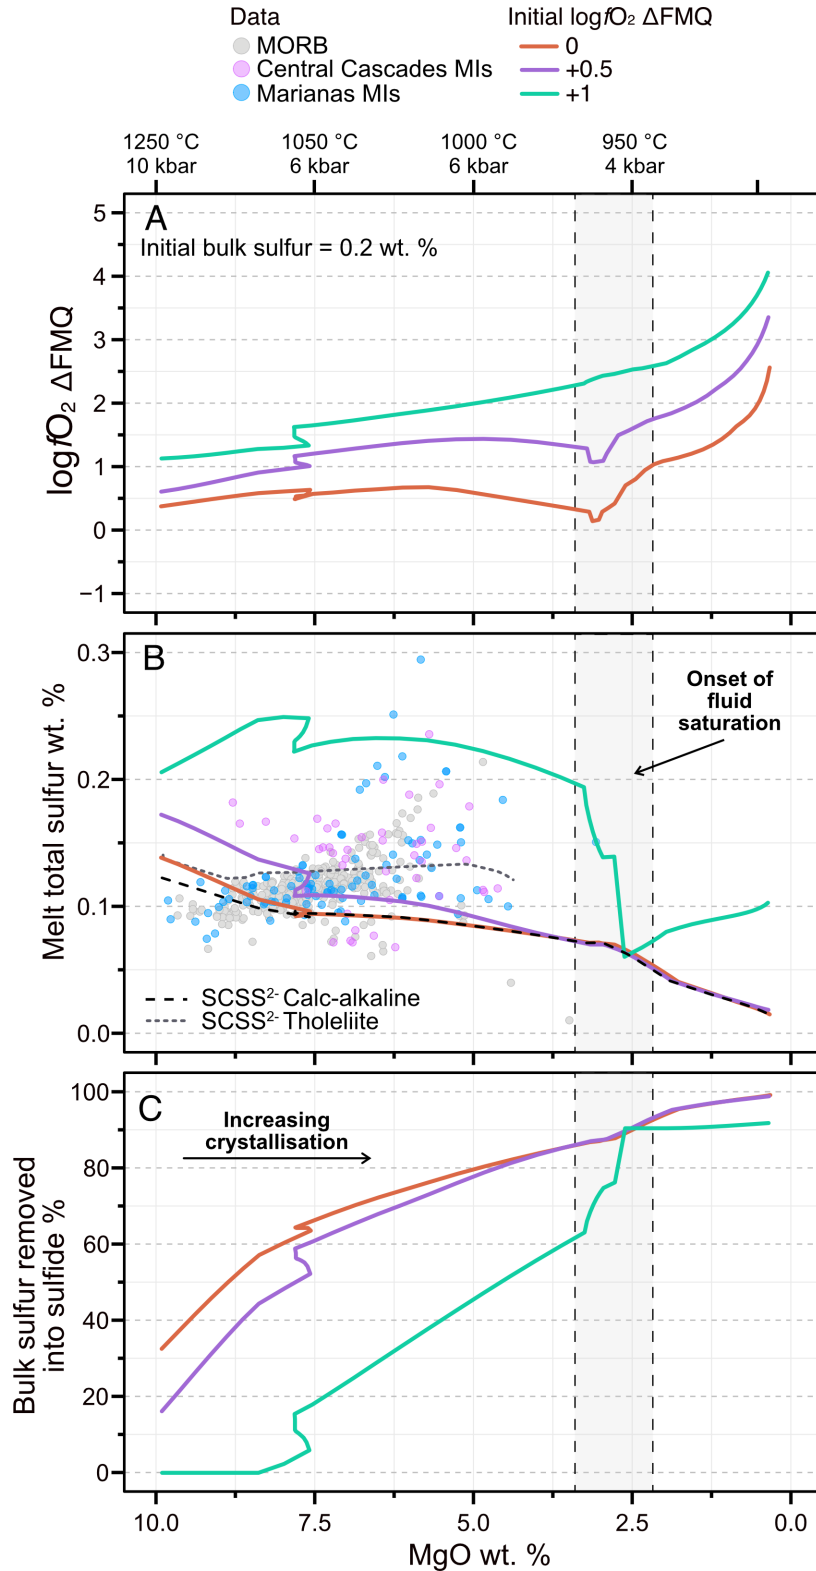 Data
MORB
Central Cascades MIs
Marianas MIs
Initial logfO₂ ΔFMQ
0
+0.5
+1
1250 °C 1050 °C 1000 °C 950 °C
10 kbar 6 kbar 6 kbar 4 kbar
A
Initial bulk sulfur = 0.2 wt. %
logfO₂ ΔFMQ
5
4
3
2
1
0
−1
B
Onset of
fluid
saturation
Melt total sulfur wt. %
0.3
0.2
0.1
0.0
SCSS²⁻ Calc-alkaline
SCSS²⁻ Tholeliite
C
Increasing
crystallisation
Bulk sulfur removed
into sulfide %
100
80
60
40
20
0
10.0 7.5 5.0 2.5 0.0
MgO wt. %